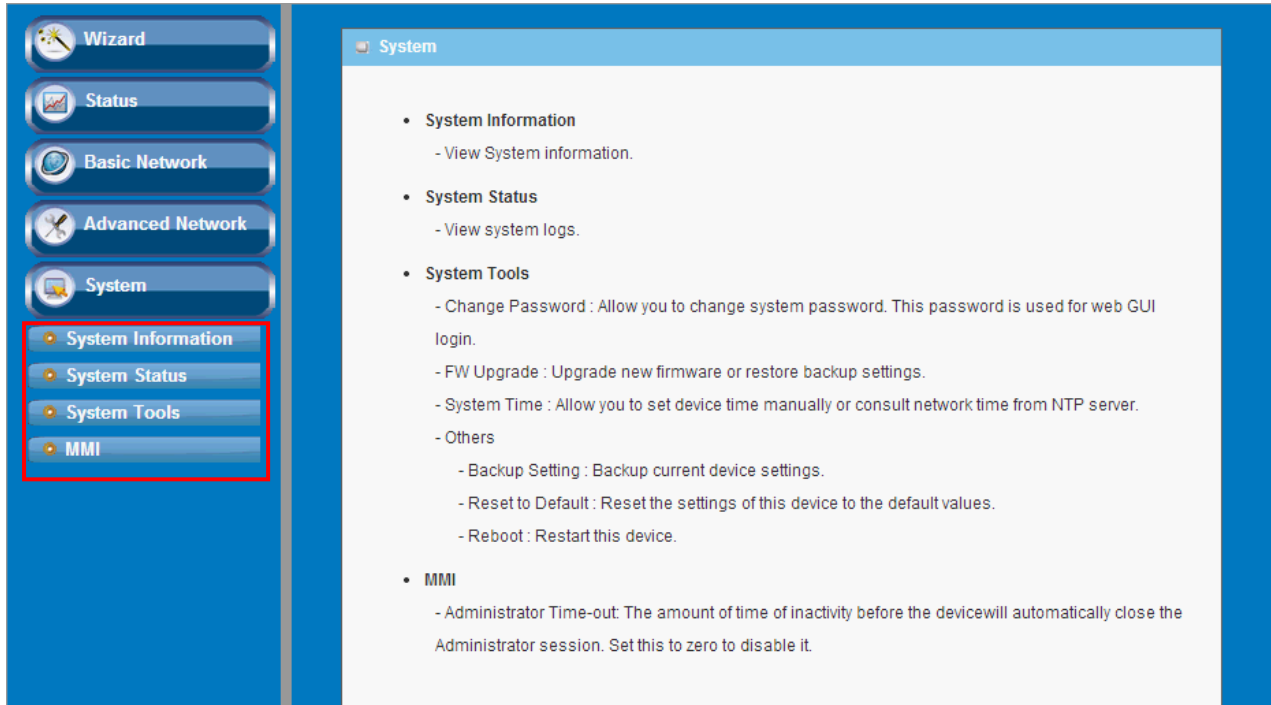 Wizard
Status
Basic Network
Advanced Network
System
System Information
System Status
System Tools
MMI
System
• System Information
- View System information.
• System Status
- View system logs.
• System Tools
- Change Password : Allow you to change system password. This password is used for web GUI
login.
- FW Upgrade : Upgrade new firmware or restore backup settings.
- System Time : Allow you to set device time manually or consult network time from NTP server.
- Others
- Backup Setting : Backup current device settings.
- Reset to Default : Reset the settings of this device to the default values.
- Reboot : Restart this device.
• MMI
- Administrator Time-out: The amount of time of inactivity before the devicewill automatically close the
Administrator session. Set this to zero to disable it.